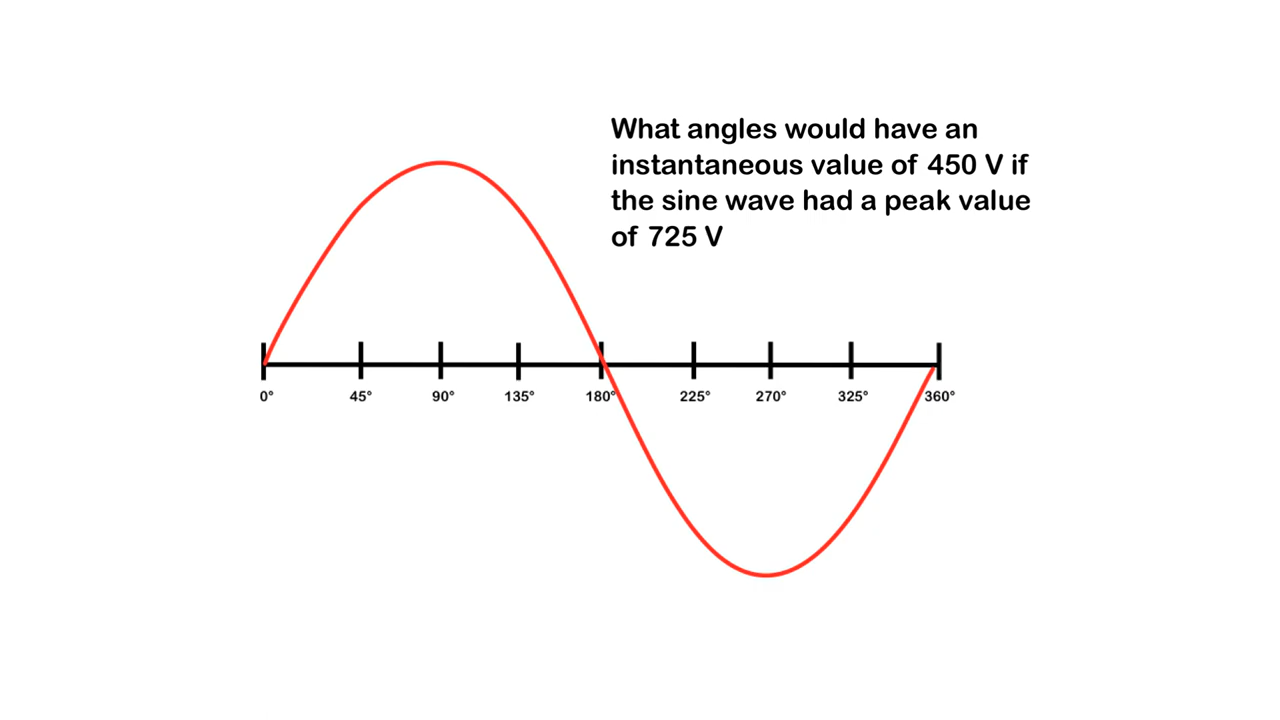 What angles would have an
instantaneous value of 450 V if
the sine wave had a peak value
of 725 V
0° 45° 90° 135° 180° 225° 270° 325° 360°